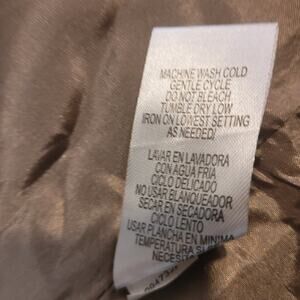 MACHINE WASH COLD
GENTLE CYCLE
DO NOT BLEACH
TUMBLE DRY LOW
IRON ON LOWEST SETTING
AS NEEDED/
LAVAR EN LAVADORA
CON AGUA FRIA
CICLO DELICADO
NO USAR BLANQUEADOR
SECAR EN SECADORA
CICLO LENTO
USAR PLANCHA EN MINIMA
TEMPERATURA